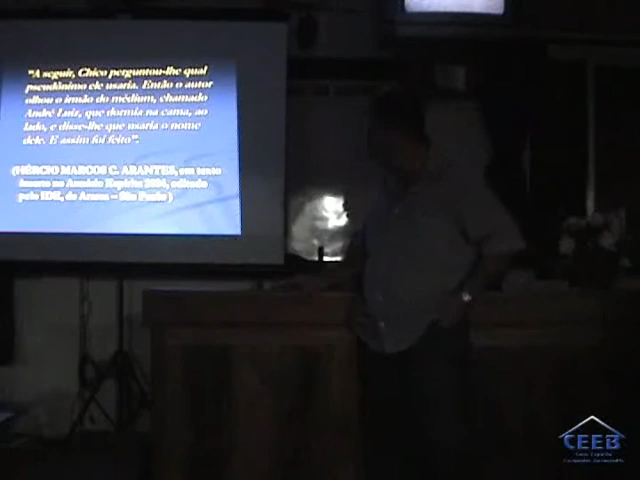 "A seguir, Chico perguntou-lhe qual
pseudônimo ele usaria. Então o autor
olhou o irmão do médium, chamado
André Luiz, que dormia na cama, ao
lado, e disse-lhe que usaria o nome
dele. E assim foi feito".
(HÉRCIO MARCOS C. ARANTES, em texto
inserto no Anuário Espírita 2004, editado
pelo IDE, de Araras – São Paulo )
CEEB
Casa Espírita